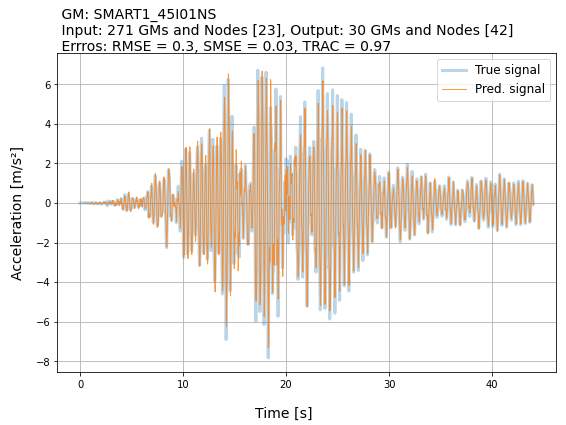 GM: SMART1_45I01NS
Input: 271 GMs and Nodes [23], Output: 30 GMs and Nodes [42]
Errros: RMSE = 0.3, SMSE = 0.03, TRAC = 0.97
True signal
Pred. signal
Acceleration [m/s²]
6
4
2
0
−2
−4
−6
−8
0 10 20 30 40
Time [s]